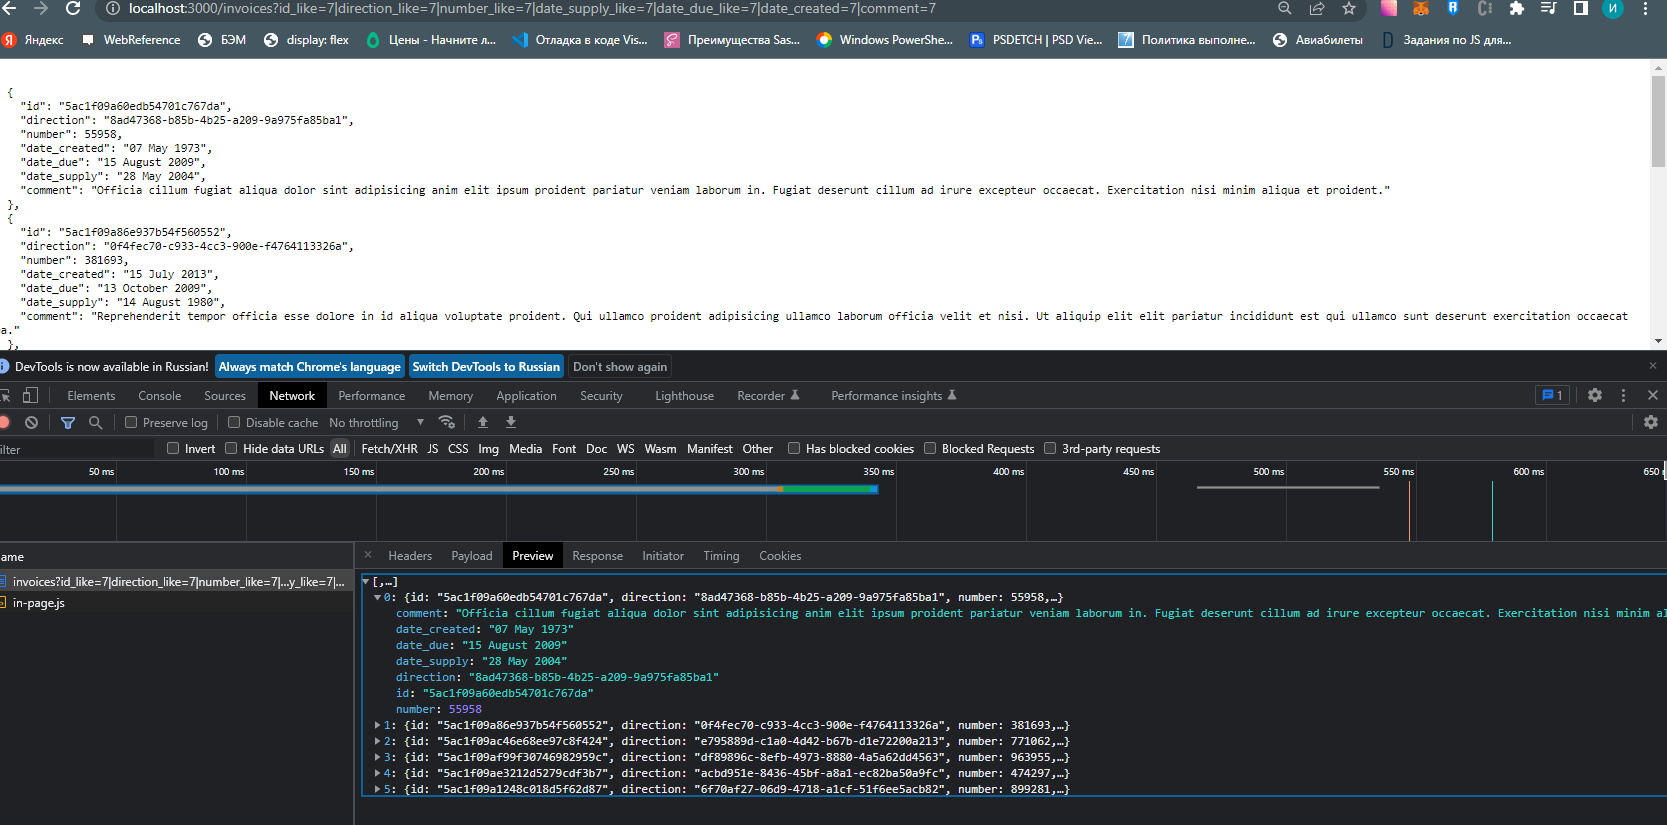 localhost:3000/invoices?id_like=7|direction_like=7|number_like=7|date_supply_like=7|date_due_like=7|date_created=7|comment=7
Яндекс WebReference БЭМ display: flex Цены - Начните л... Отладка в коде Vis... Преимущества Sas... Windows PowerShe... PSDETCH | PSD Vie... Политика выполне... Авиабилеты Задания по JS для...
{
"id": "5ac1f09a60edb54701c767da",
"direction": "8ad47368-b85b-4b25-a209-9a975fa85ba1",
"number": 55958,
"date_created": "07 May 1973",
"date_due": "15 August 2009",
"date_supply": "28 May 2004",
"comment": "Officia cillum fugiat aliqua dolor sint adipisicing anim elit ipsum proident pariatur veniam laborum in. Fugiat deserunt cillum ad irure excepteur occaecat. Exercitation nisi minim aliqua et proident."
},
{
"id": "5ac1f09a86e937b54f560552",
"direction": "0f4fec70-c933-4cc3-900e-f4764113326a",
"number": 381693,
"date_created": "15 July 2013",
"date_due": "13 October 2009",
"date_supply": "14 August 1980",
"comment": "Reprehenderit tempor officia esse dolore in id aliqua voluptate proident. Qui ullamco proident adipisicing ullamco laborum officia velit et nisi. Ut aliquip elit elit pariatur incididunt est qui ullamco sunt deserunt exercitation occaecat
a."
},
DevTools is now available in Russian! Always match Chrome's language Switch DevTools to Russian Don't show again
Elements Console Sources Network Performance Memory Application Security Lighthouse Recorder Performance insights 1
Preserve log Disable cache No throttling
ilter Invert Hide data URLs All Fetch/XHR JS CSS Img Media Font Doc WS Wasm Manifest Other Has blocked cookies Blocked Requests 3rd-party requests
50 ms 100 ms 150 ms 200 ms 250 ms 300 ms 350 ms 400 ms 450 ms 500 ms 550 ms 600 ms 650
ame Headers Payload Preview Response Initiator Timing Cookies
invoices?id_like=7|direction_like=7|number_like=7|...y_like=7|...
in-page.js
[,…]
0: {id: "5ac1f09a60edb54701c767da", direction: "8ad47368-b85b-4b25-a209-9a975fa85ba1", number: 55958,…}
comment: "Officia cillum fugiat aliqua dolor sint adipisicing anim elit ipsum proident pariatur veniam laborum in. Fugiat deserunt cillum ad irure excepteur occaecat. Exercitation nisi minim al
date_created: "07 May 1973"
date_due: "15 August 2009"
date_supply: "28 May 2004"
direction: "8ad47368-b85b-4b25-a209-9a975fa85ba1"
id: "5ac1f09a60edb54701c767da"
number: 55958
1: {id: "5ac1f09a86e937b54f560552", direction: "0f4fec70-c933-4cc3-900e-f4764113326a", number: 381693,…}
2: {id: "5ac1f09ac46e68ee97c8f424", direction: "e795889d-c1a0-4d42-b67b-d1e72200a213", number: 771062,…}
3: {id: "5ac1f09af99f30746982959c", direction: "df89896c-8efb-4973-8880-4a5a62dd4563", number: 963955,…}
4: {id: "5ac1f09ae3212d5279cdf3b7", direction: "acbd951e-8436-45bf-a8a1-ec82ba50a9fc", number: 474297,…}
5: {id: "5ac1f09a1248c018d5f62d87", direction: "6f70af27-06d9-4718-a1cf-51f6ee5acb82", number: 899281,…}